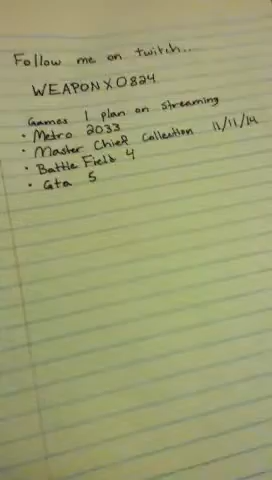 Follow me on twitch...
WEAPONX0824
Games I plan on streaming
• Metro 2033
• Master Chief Collection 11/11/14
• Battle Field 4
• Gta 5